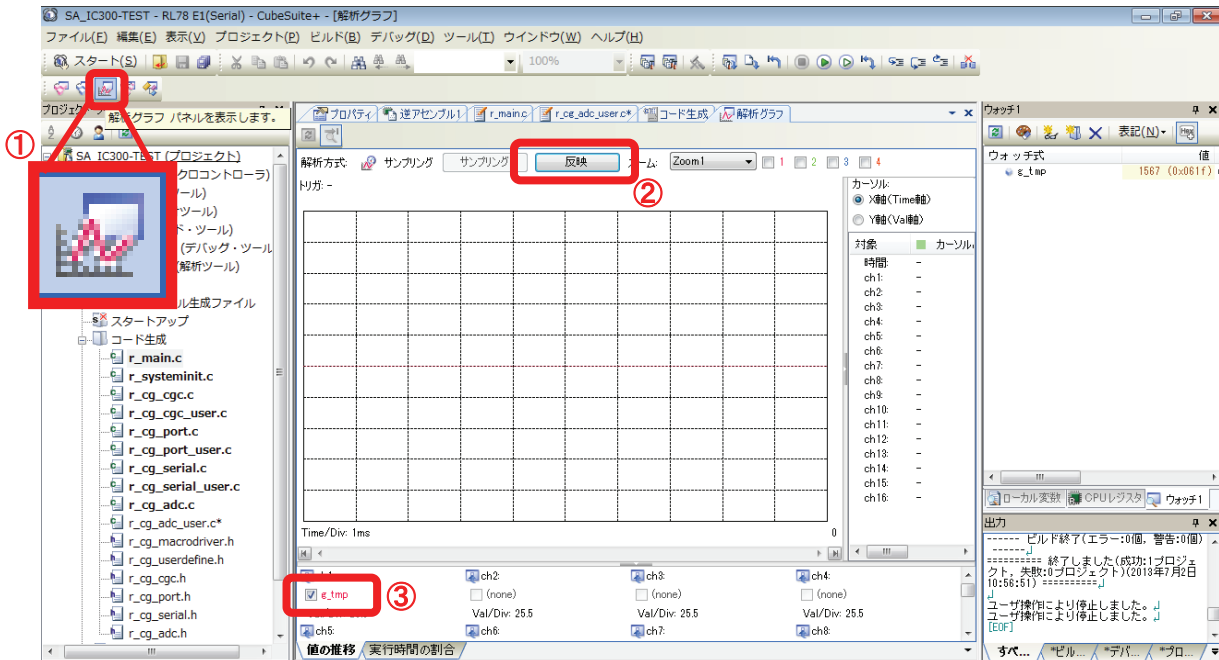 SA_IC300-TEST - RL78 E1(Serial) - CubeSuite+ - [解析グラフ]
ファイル(F) 編集(E) 表示(V) プロジェクト(P) ビルド(B) デバッグ(D) ツール(T) ウインドウ(W) ヘルプ(H)
スタート(S)
100%
解析グラフ パネルを表示します。
①
SA_IC300-TEST (プロジェクト)
クロコントローラ)
ール)
ツール)
ド・ツール)
(デバッグ・ツール
(解析ツール)
ル生成ファイル
スタートアップ
コード生成
r_main.c
r_systeminit.c
r_cg_cgc.c
r_cg_cgc_user.c
r_cg_port.c
r_cg_port_user.c
r_cg_serial.c
r_cg_serial_user.c
r_cg_adc.c
r_cg_adc_user.c*
r_cg_macrodriver.h
r_cg_userdefine.h
r_cg_cgc.h
r_cg_port.h
r_cg_serial.h
r_cg_adc.h
プロパティ 逆アセンブル1 r_main.c r_cg_adc_user.c* コード生成 解析グラフ
解析方式: サンプリング サンプリング 反映 ーム: Zoom1 1 2 3 4
②
トリガ: -
Time/Div: 1ms 0
カーソル:
X軸(Time軸)
Y軸(Val軸)
対象 カーソル
時間: -
ch1: -
ch2: -
ch3: -
ch4: -
ch5: -
ch6: -
ch7: -
ch8: -
ch9: -
ch10: -
ch11: -
ch12: -
ch13: -
ch14: -
ch15: -
ch16: -
ch2: ch3: ch4:
g_tmp (none) (none) (none)
③
Val/Div: 25.5 Val/Div: 25.5 Val/Div: 25.5
ch5: ch6: ch7: ch8:
値の推移 実行時間の割合
ウォッチ1
表記(N)
Hex
ウォッチ式 値
g_tmp 1567 (0x061f)
ローカル変数 CPUレジスタ ウォッチ1
出力
------ ビルド終了(エラー:0個, 警告:0個)
------↲
========== 終了しました(成功:1プロジェ
クト, 失敗:0プロジェクト)(2013年7月2日
10:56:51) ==========↲
↲
ユーザ操作により停止しました。↲
ユーザ操作により停止しました。↲
[EOF]
すべ... *ビル... *デバ... *プロ...